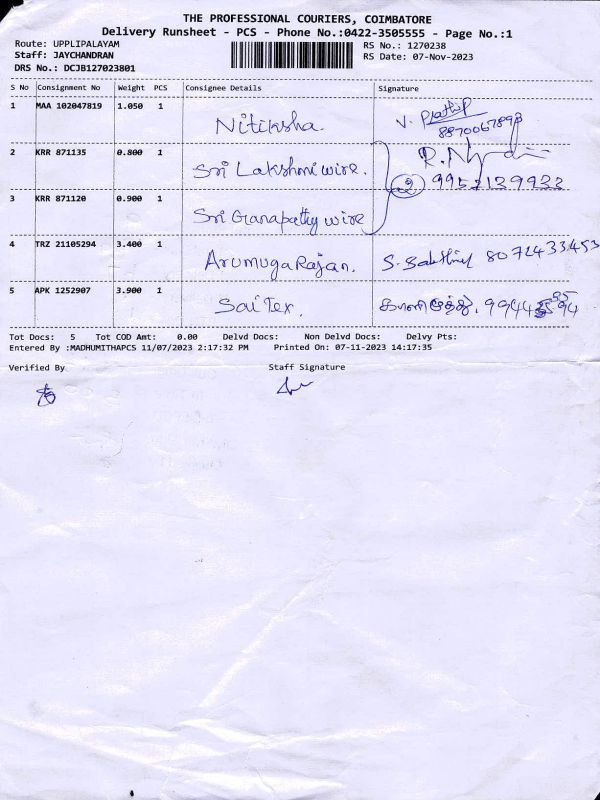 THE PROFESSIONAL COURIERS, COIMBATORE
Delivery Runsheet - PCS - Phone No.:0422-3505555 - Page No.:1
Route: UPPLIPALAYAM
RS No.: 1270238
Staff: JAYCHANDRAN
RS Date: 07-Nov-2023
DRS No.: DCJB127023801
S No Consignment No Weight PCS Consignee Details Signature
1 MAA 102047819 1.050 1 Nitiksha. V. Prathip
8870067898
2 KRR 871135 0.800 1 Sri Lakshmi wire.
② 9952139932
3 KRR 871120 0.900 1 Sri Ganapathy wire
4 TRZ 21105294 3.400 1 Arumuga Rajan. S. 8072433453
5 APK 1252907 3.900 1 Sai Tex.
Tot Docs: 5 Tot COD Amt: 0.00 Delvd Docs: Non Delvd Docs: Delvy Pts:
Entered By :MADHUMITHAPCS 11/07/2023 2:17:32 PM Printed On: 07-11-2023 14:17:35
Verified By Staff Signature